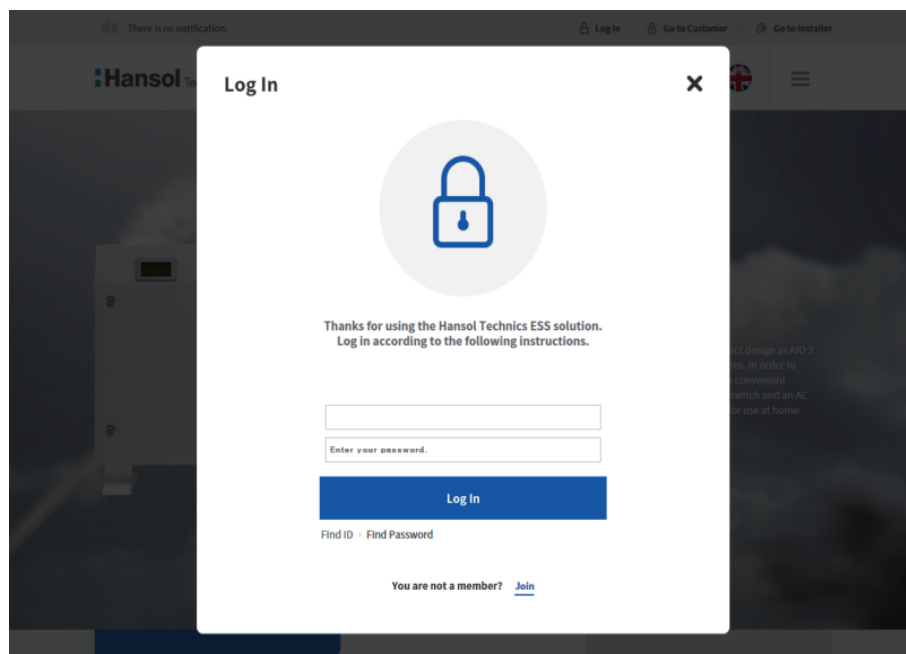 There is no notification.
Log In
Go to Customer
Go to Installer
Hansol Te
Log In
Thanks for using the Hansol Technics ESS solution.
Log in according to the following instructions.
uct design as AIO 3
. In order to
convenient
switch and an AC
or use at home.
Enter your password.
Log In
Find ID
Find Password
You are not a member? Join